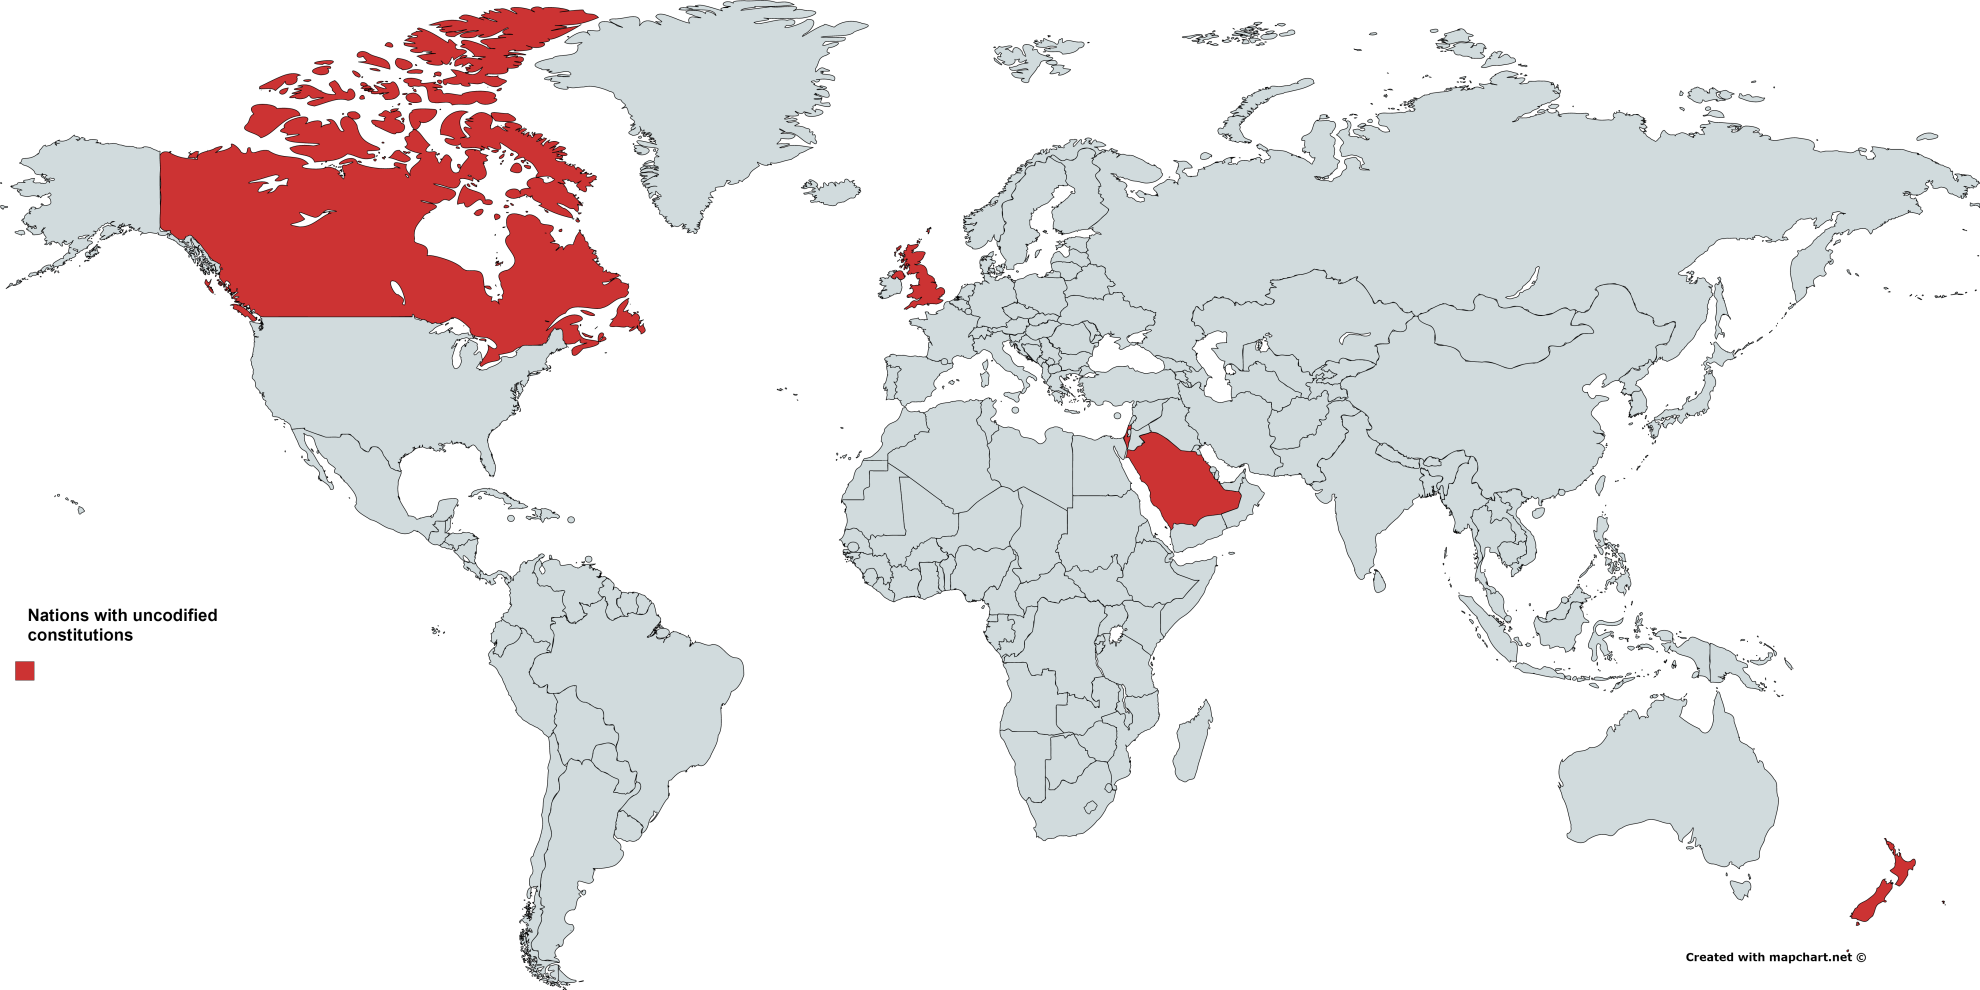 Nations with uncodified
constitutions
Created with mapchart.net ©